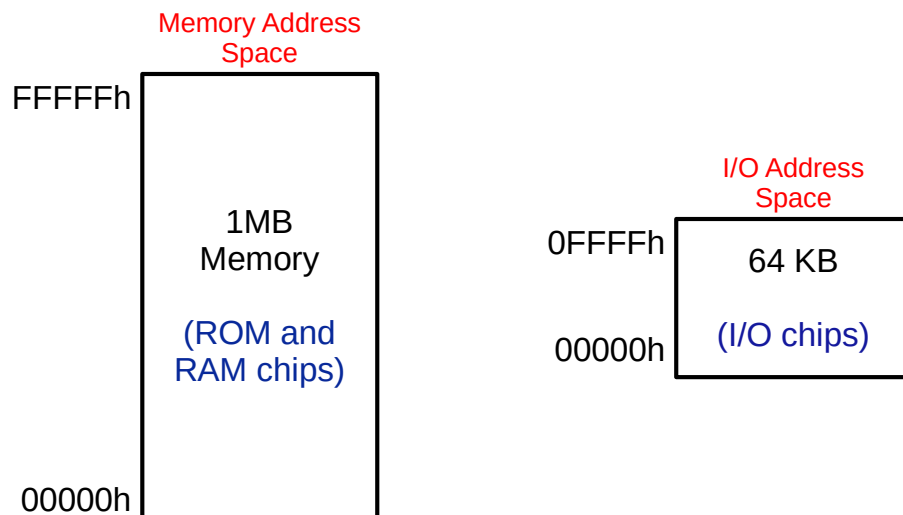 Memory Address
Space
FFFFFh
1MB
Memory
(ROM and
RAM chips)
00000h
I/O Address
Space
0FFFFh
64 KB
(I/O chips)
00000h